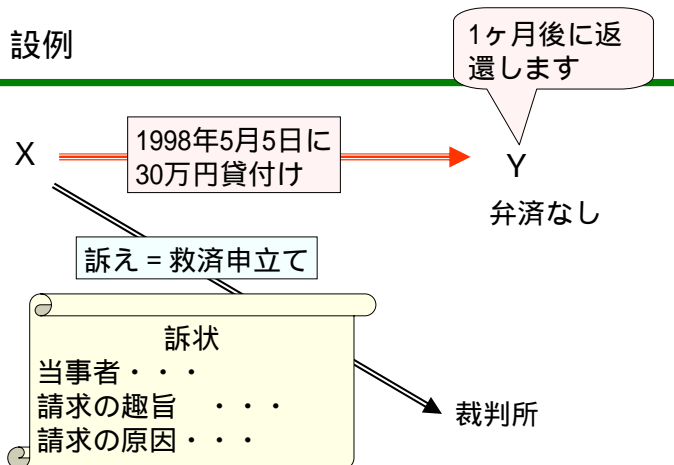 設例
1ヶ月後に返
還します
X
1998年5月5日に
30万円貸付け
Y
弁済なし
訴え = 救済申立て
訴状
当事者・・・
請求の趣旨　・・・
請求の原因・・・
裁判所